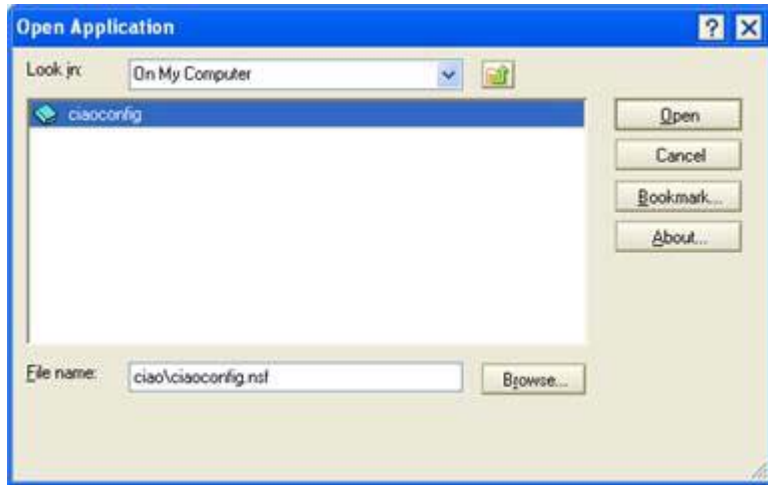 Open Application
Look in: On My Computer
ciaoconfig
Open
Cancel
Bookmark...
About...
File name: ciao\ciaoconfig.nsf Browse...